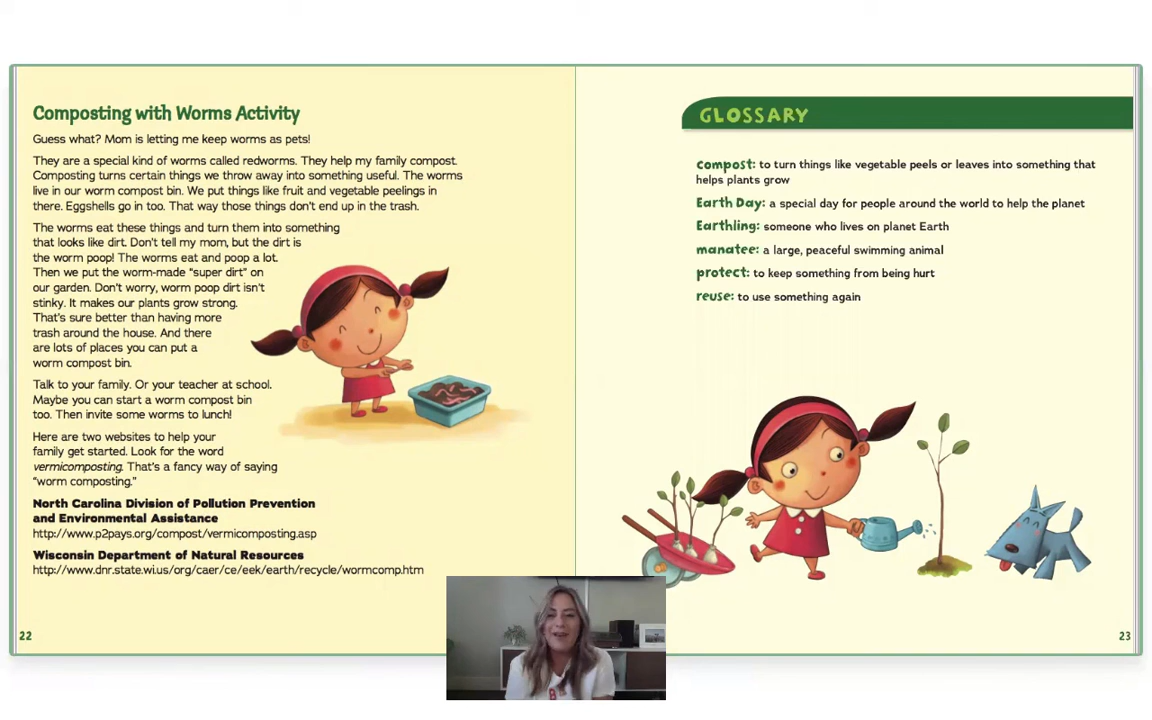 Composting with Worms Activity
Guess what? Mom is letting me keep worms as pets!
They are a special kind of worms called redworms. They help my family compost.
Composting turns certain things we throw away into something useful. The worms
live in our worm compost bin. We put things like fruit and vegetable peelings in
there. Eggshells go in too. That way those things don't end up in the trash.
The worms eat these things and turn them into something
that looks like dirt. Don't tell my mom, but the dirt is
the worm poop! The worms eat and poop a lot.
Then we put the worm-made "super dirt" on
our garden. Don't worry, worm poop dirt isn't
stinky. It makes our plants grow strong.
That's sure better than having more
trash around the house. And there
are lots of places you can put a
worm compost bin.
Talk to your family. Or your teacher at school.
Maybe you can start a worm compost bin
too. Then invite some worms to lunch!
Here are two websites to help your
family get started. Look for the word
vermicomposting. That's a fancy way of saying
"worm composting."
North Carolina Division of Pollution Prevention
and Environmental Assistance
http://www.p2pays.org/compost/vermicomposting.asp
Wisconsin Department of Natural Resources
http://www.dnr.state.wi.us/org/caer/ce/eek/earth/recycle/wormcomp.htm
22
GLOSSARY
compost: to turn things like vegetable peels or leaves into something that
helps plants grow
Earth Day: a special day for people around the world to help the planet
Earthling: someone who lives on planet Earth
manatee: a large, peaceful swimming animal
protect: to keep something from being hurt
reuse: to use something again
23